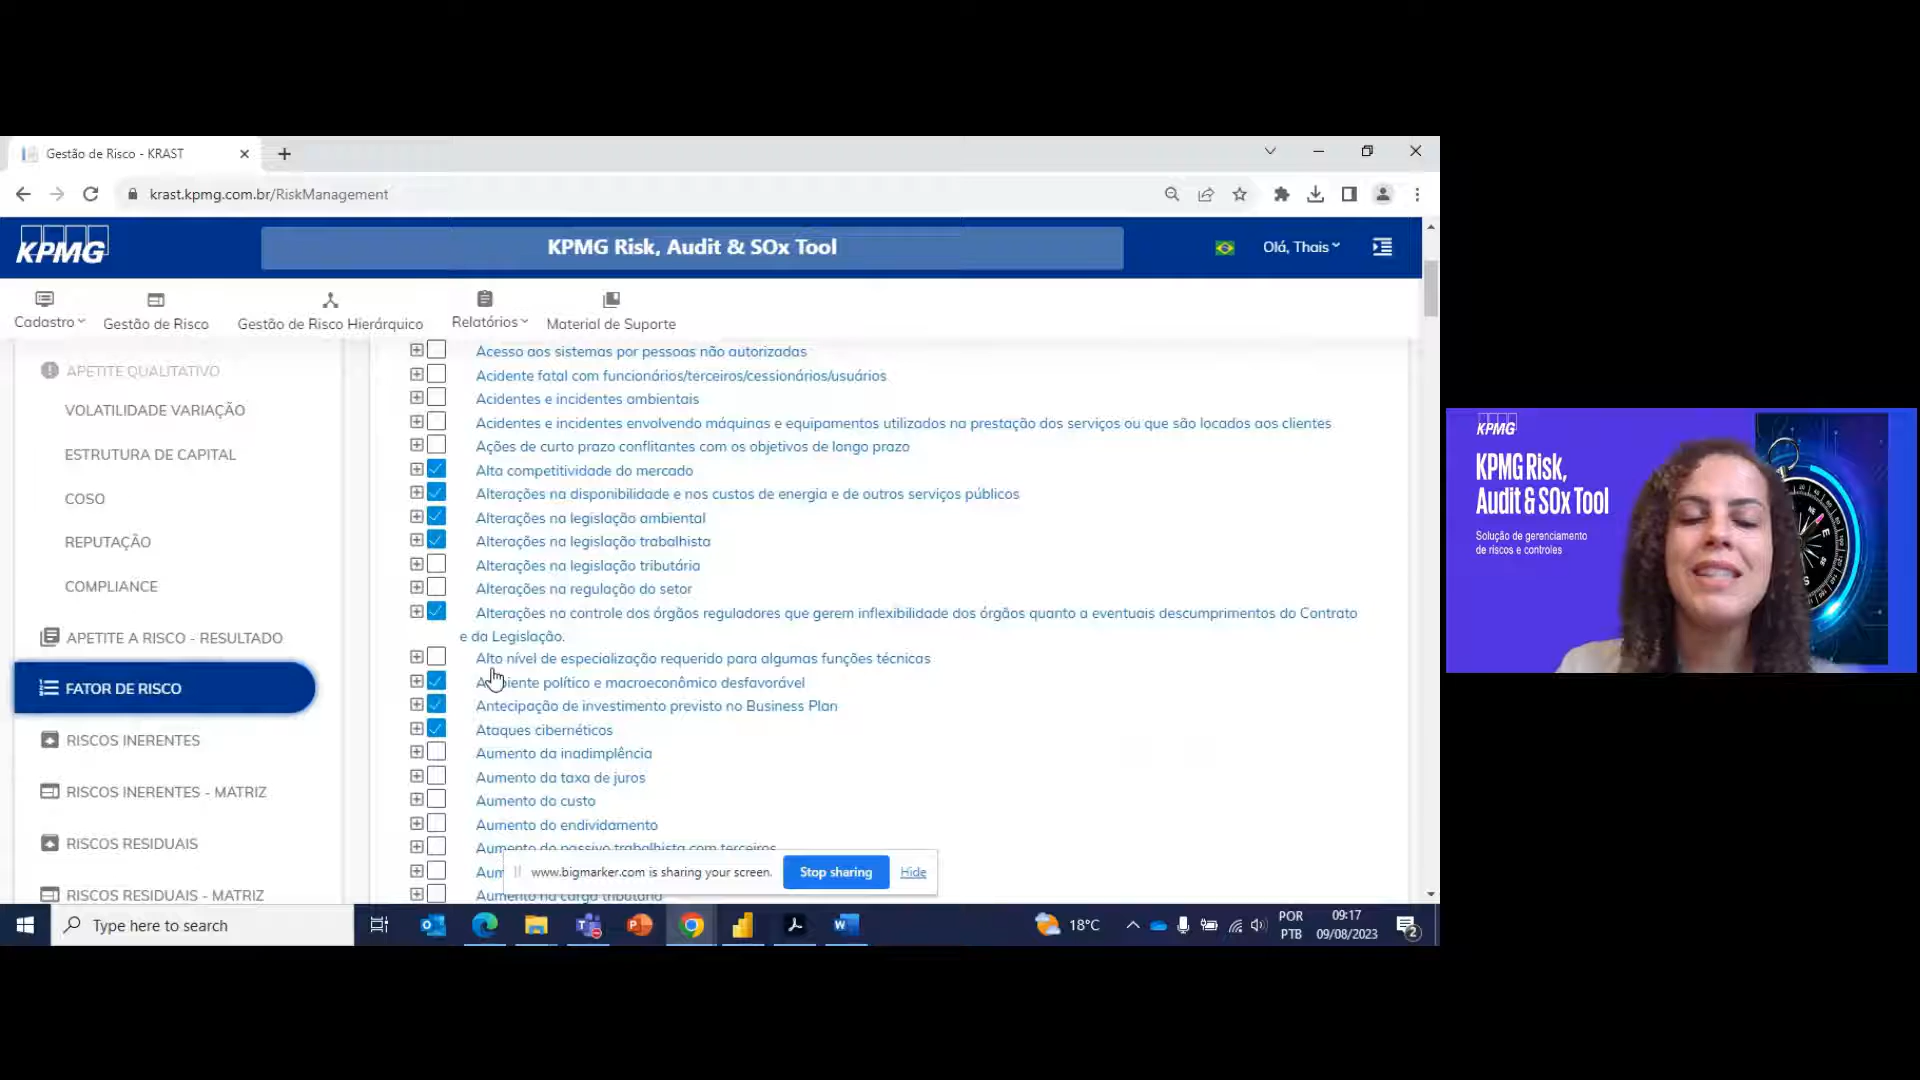 Gestão de Risco - KRAST
krast.kpmg.com.br/RiskManagement
KPMG
KPMG Risk, Audit & SOx Tool
Olá, Thais
Cadastro
Gestão de Risco
Gestão de Risco Hierárquico
Relatórios
Material de Suporte
APETITE QUALITATIVO
VOLATILIDADE VARIAÇÃO
ESTRUTURA DE CAPITAL
COSO
REPUTAÇÃO
COMPLIANCE
APETITE A RISCO - RESULTADO
FATOR DE RISCO
RISCOS INERENTES
RISCOS INERENTES - MATRIZ
RISCOS RESIDUAIS
RISCOS RESIDUAIS - MATRIZ
Acesso aos sistemas por pessoas não autorizadas
Acidente fatal com funcionários/terceiros/cessionários/usuários
Acidentes e incidentes ambientais
Acidentes e incidentes envolvendo máquinas e equipamentos utilizados na prestação dos serviços ou que são locados aos clientes
Ações de curto prazo conflitantes com os objetivos de longo prazo
Alta competitividade do mercado
Alterações na disponibilidade e nos custos de energia e de outros serviços públicos
Alterações na legislação ambiental
Alterações na legislação trabalhista
Alterações na legislação tributária
Alterações na regulação do setor
Alterações no controle dos órgãos reguladores que gerem inflexibilidade dos órgãos quanto a eventuais descumprimentos do Contrato
e da Legislação.
Alto nível de especialização requerido para algumas funções técnicas
político e macroeconômico desfavorável
Antecipação de investimento previsto no Business Plan
Ataques cibernéticos
Aumento da inadimplência
Aumento da taxa de juros
Aumento do custo
Aumento do endividamento
Aumento do passivo trabalhista com terceiros
Aumento na carga tributária
www.bigmarker.com is sharing your screen.
Stop sharing
Hide
Type here to search
18°C
POR
PTB
09:17
09/08/2023
2
KPMG
KPMG Risk,
Audit & SOx Tool
Solução de gerenciamento
de riscos e controles